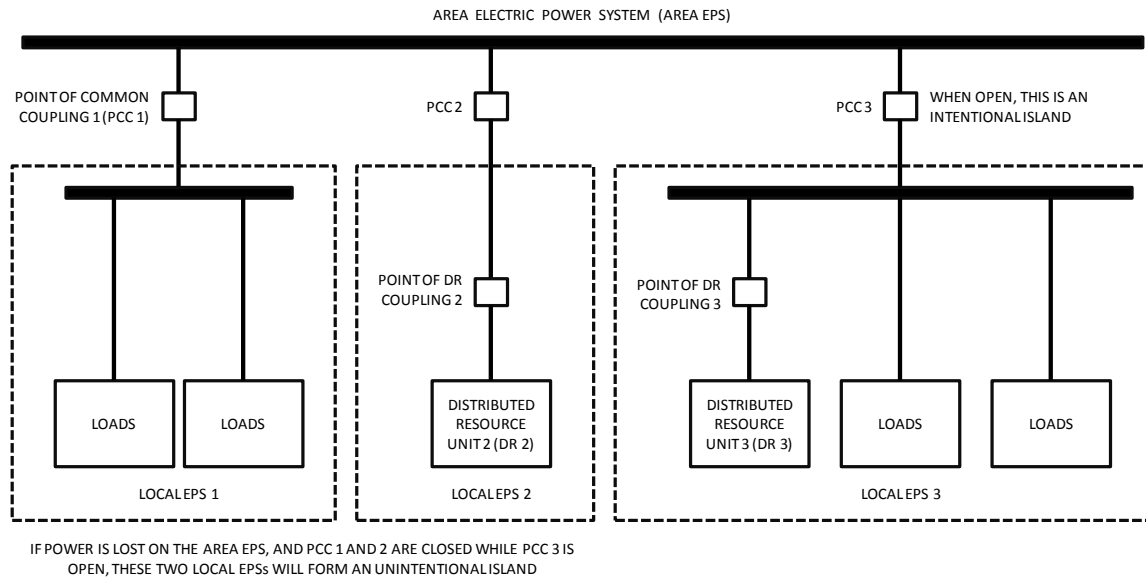 AREA ELECTRIC POWER SYSTEM (AREA EPS)
POINT OF COMMON
COUPLING 1 (PCC 1)
PCC 2
PCC 3
WHEN OPEN, THIS IS AN
INTENTIONAL ISLAND
POINT OF DR
COUPLING 2
POINT OF DR
COUPLING 3
LOADS
LOADS
DISTRIBUTED
RESOURCE
UNIT 2 (DR 2)
DISTRIBUTED
RESOURCE
UNIT 3 (DR 3)
LOADS
LOADS
LOCAL EPS 1
LOCAL EPS 2
LOCAL EPS 3
IF POWER IS LOST ON THE AREA EPS, AND PCC 1 AND 2 ARE CLOSED WHILE PCC 3 IS
OPEN, THESE TWO LOCAL EPSs WILL FORM AN UNINTENTIONAL ISLAND